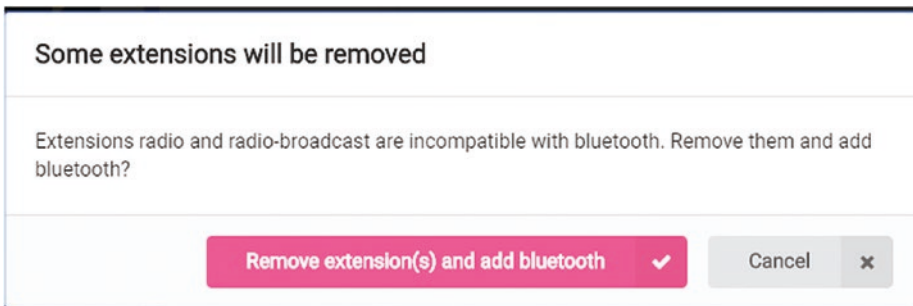 Some extensions will be removed
Extensions radio and radio-broadcast are incompatible with bluetooth. Remove them and add
bluetooth?
Remove extension(s) and add bluetooth
Cancel